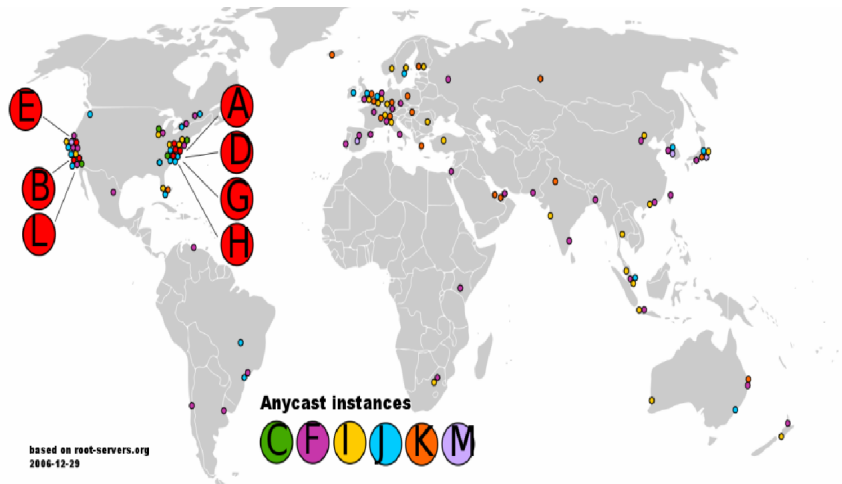 E
A
D
B
G
L
H
Anycast instances
C F I J K M
based on root-servers.org
2006-12-29